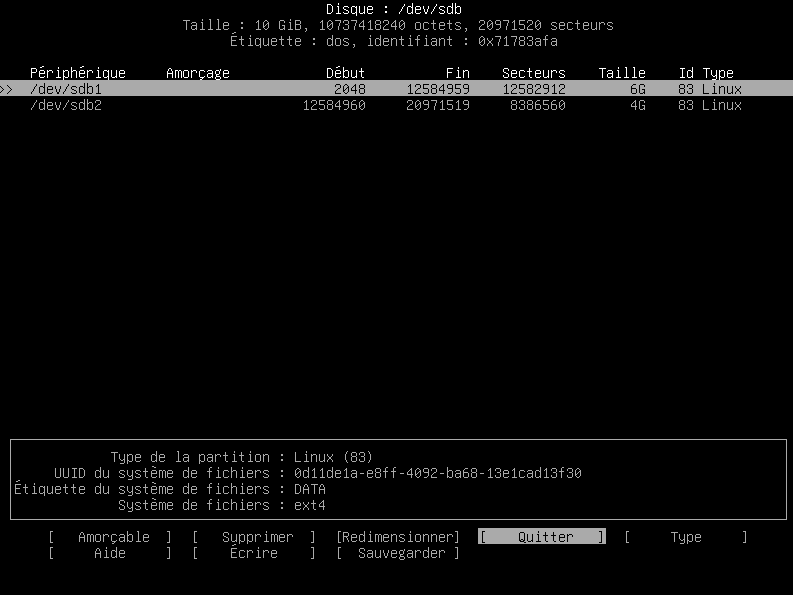 Disque : /dev/sdb
Taille : 10 GiB, 10737418240 octets, 20971520 secteurs
Étiquette : dos, identifiant : 0x71783afa
Périphérique Amorçage Début Fin Secteurs Taille Id Type
>> /dev/sdb1 2048 12584959 12582912 6G 83 Linux
/dev/sdb2 12584960 20971519 8386560 4G 83 Linux
Type de la partition : Linux (83)
UUID du système de fichiers : 0d11de1a-e8ff-4092-ba68-13e1cad13f30
Étiquette du système de fichiers : DATA
Système de fichiers : ext4
[ Amorçable ] [ Supprimer ] [Redimensionner] [ Quitter ] [ Type ]
[ Aide ] [ Écrire ] [ Sauvegarder ]